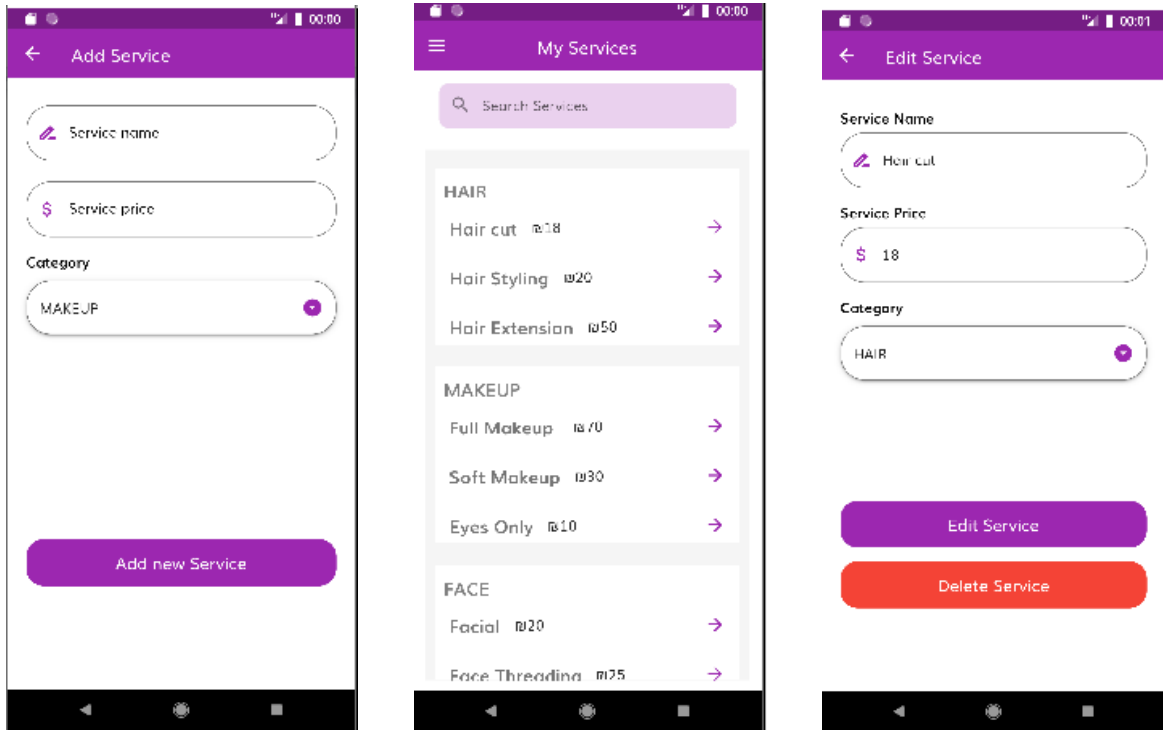 00:00
Add Service
Service name
Service price
Category
MAKEUP
Add new Service
00:00
My Services
Search Services
HAIR
Hair cut ₪18
Hair Styling ₪20
Hair Extension ₪50
MAKEUP
Full Makeup ₪70
Soft Makeup ₪30
Eyes Only ₪10
FACE
Facial ₪20
Face Threading ₪25
00:01
Edit Service
Service Name
Hair cut
Service Price
$ 18
Category
HAIR
Edit Service
Delete Service